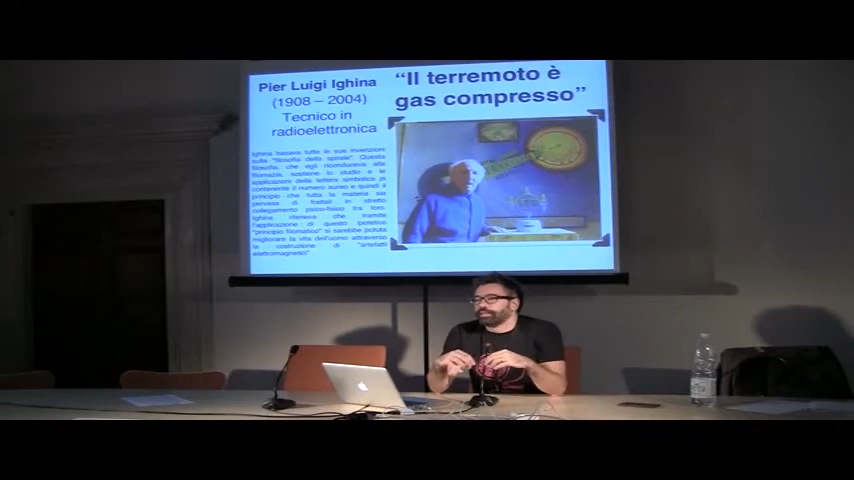 Pier Luigi Ighina
(1908 – 2004)
Tecnico in
radioelettronica
"Il terremoto è
gas compresso"
Ighina basava tutte le sue invenzioni
sulla "filosofia della spirale". Questa
filosofia, che egli riconduceva alla
filomazia, sostiene lo studio e le
applicazioni della lettera simbolica pi
contenente il numero aureo e quindi il
principio che tutta la materia sia
pervasa di frattali in stretto
collegamento psico-fisico tra loro.
Ighina riteneva che tramite
l'applicazione di questo ipotetico
"principio filomatico" si sarebbe potuta
migliorare la vita dell'uomo attraverso
la costruzione di "artefatti
elettromagnetici"